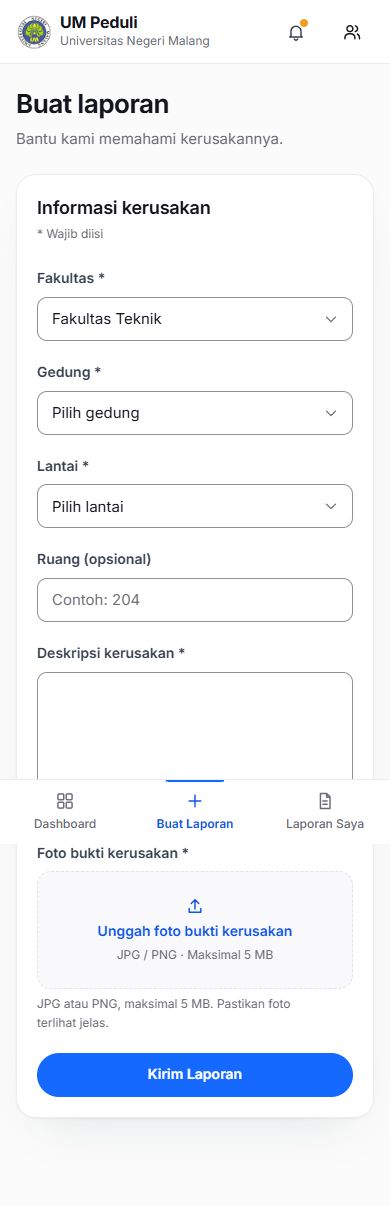 UM Peduli
Universitas Negeri Malang
Buat laporan
Bantu kami memahami kerusakannya.
Informasi kerusakan
* Wajib diisi
Fakultas *
Fakultas Teknik
Gedung *
Pilih gedung
Lantai *
Pilih lantai
Ruang (opsional)
Contoh: 204
Deskripsi kerusakan *
Dashboard
Buat Laporan
Laporan Saya
Foto bukti kerusakan *
Unggah foto bukti kerusakan
JPG / PNG · Maksimal 5 MB
JPG atau PNG, maksimal 5 MB. Pastikan foto
terlihat jelas.
Kirim Laporan